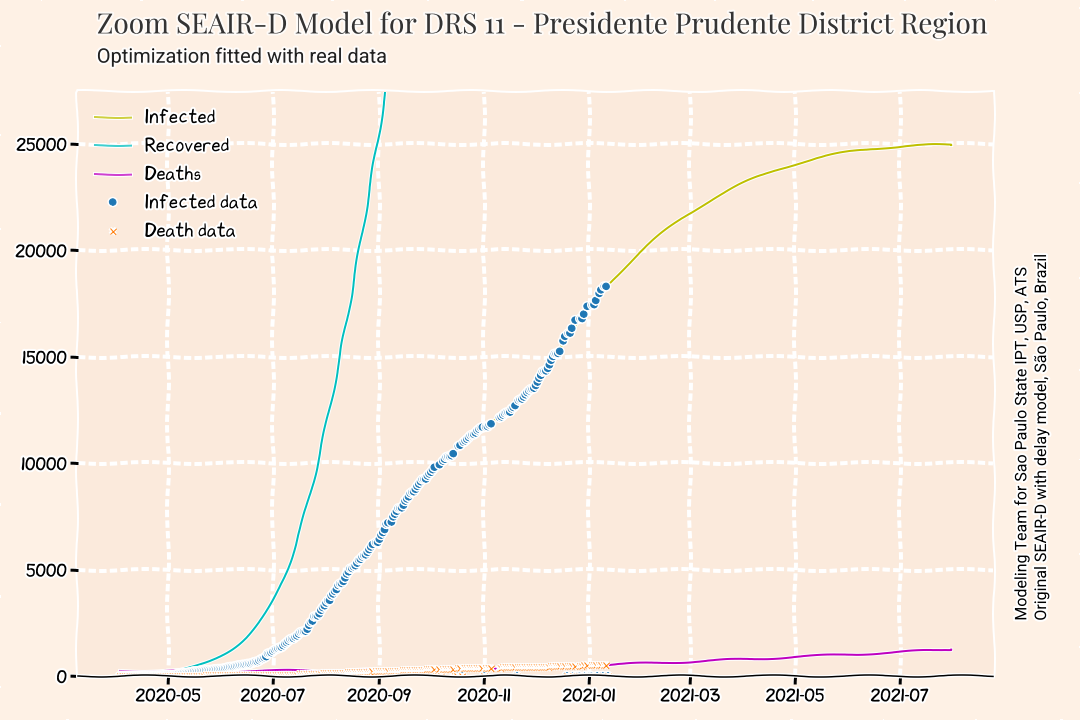 Zoom SEAIR-D Model for DRS 11 - Presidente Prudente District Region
Optimization fitted with real data
Infected
Recovered
Deaths
Infected data
Death data
25000
20000
15000
10000
5000
0
2020-05
2020-07
2020-09
2020-11
2021-01
2021-03
2021-05
2021-07
Modeling Team for Sao Paulo State IPT, USP, ATS
Original SEAIR-D with delay model, São Paulo, Brazil